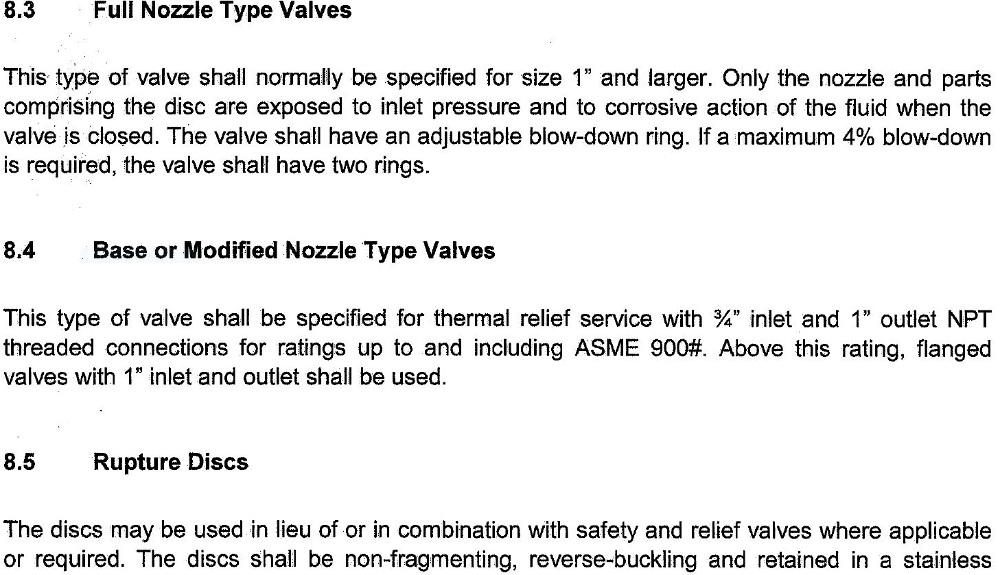 8.3 Full Nozzle Type Valves
This type of valve shall normally be specified for size 1” and larger. Only the nozzle and parts
comprising the disc are exposed to inlet pressure and to corrosive action of the fluid when the
valve is closed. The valve shall have an adjustable blow-down ring. If a maximum 4% blow-down
is required, the valve shall have two rings.
8.4 Base or Modified Nozzle Type Valves
This type of valve shall be specified for thermal relief service with ¾” inlet and 1” outlet NPT
threaded connections for ratings up to and including ASME 900#. Above this rating, flanged
valves with 1” inlet and outlet shall be used.
8.5 Rupture Discs
The discs may be used in lieu of or in combination with safety and relief valves where applicable
or required. The discs shall be non-fragmenting, reverse-buckling and retained in a stainless